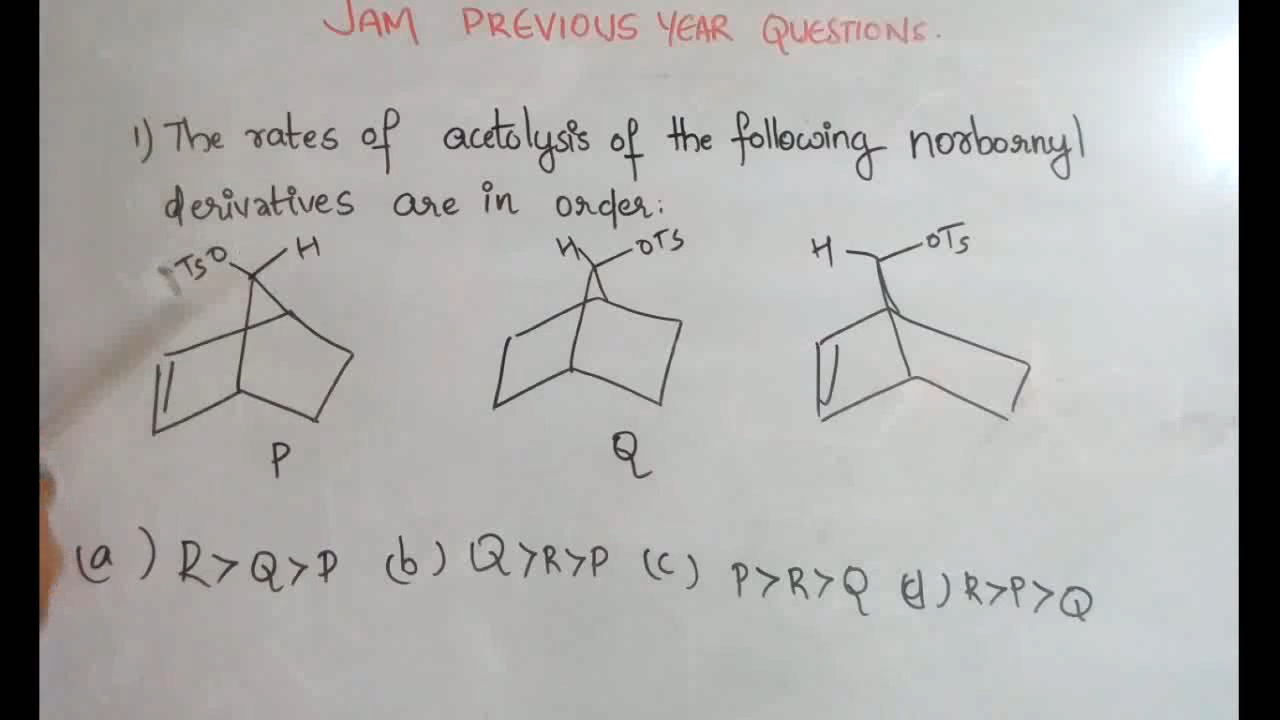 JAM PREVIOUS YEAR QUESTIONS.
1) The rates of acetolysis of the following norbornyl
derivatives are in order:
TsO H H OTS H OTS
P Q
(a) R>Q>P (b) Q>R>P (c) P>R>Q (d) R>P>Q